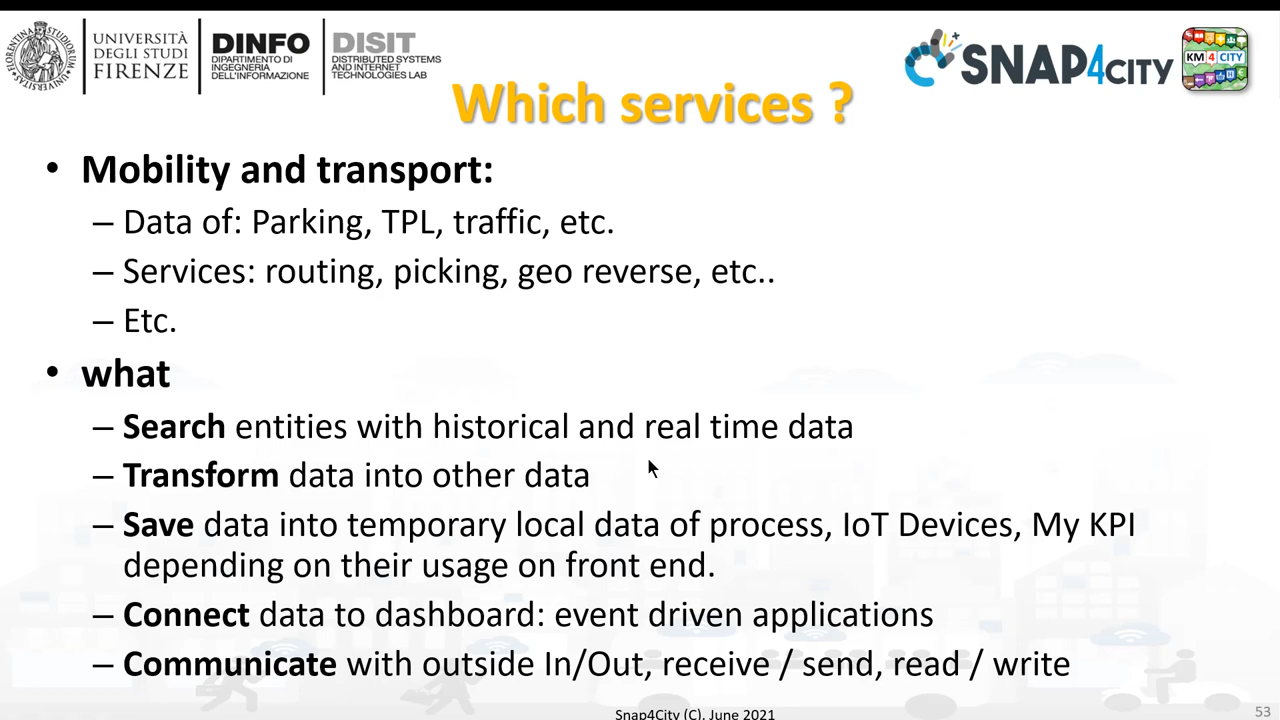 UNIVERSITÀ
DEGLI STUDI
FIRENZE
DINFO
DIPARTIMENTO DI
INGEGNERIA
DELL'INFORMAZIONE
DISIT
DISTRIBUTED SYSTEMS
AND INTERNET
TECHNOLOGIES LAB
SNAP4CITY
KM4CITY
Which services ?
• Mobility and transport:
– Data of: Parking, TPL, traffic, etc.
– Services: routing, picking, geo reverse, etc..
– Etc.
• what
– Search entities with historical and real time data
– Transform data into other data
– Save data into temporary local data of process, IoT Devices, My KPI
depending on their usage on front end.
– Connect data to dashboard: event driven applications
– Communicate with outside In/Out, receive / send, read / write
Snap4City (C), June 2021
53